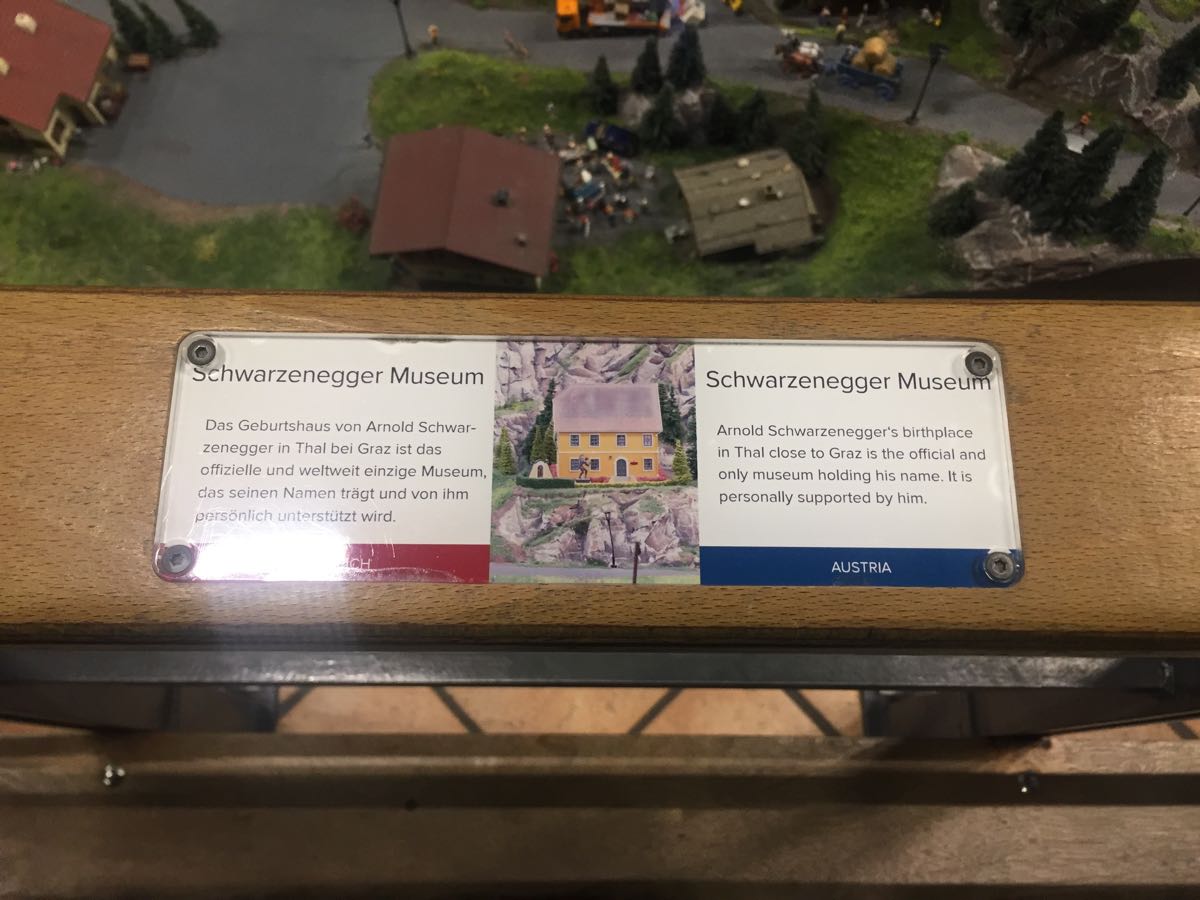 Schwarzenegger Museum
Das Geburtshaus von Arnold Schwar-
zenegger in Thal bei Graz ist das
offizielle und weltweit einzige Museum,
das seinen Namen trägt und von ihm
persönlich unterstützt wird.
Schwarzenegger Museum
Arnold Schwarzenegger‘s birthplace
in Thal close to Graz is the official and
only museum holding his name. It is
personally supported by him.
AUSTRIA